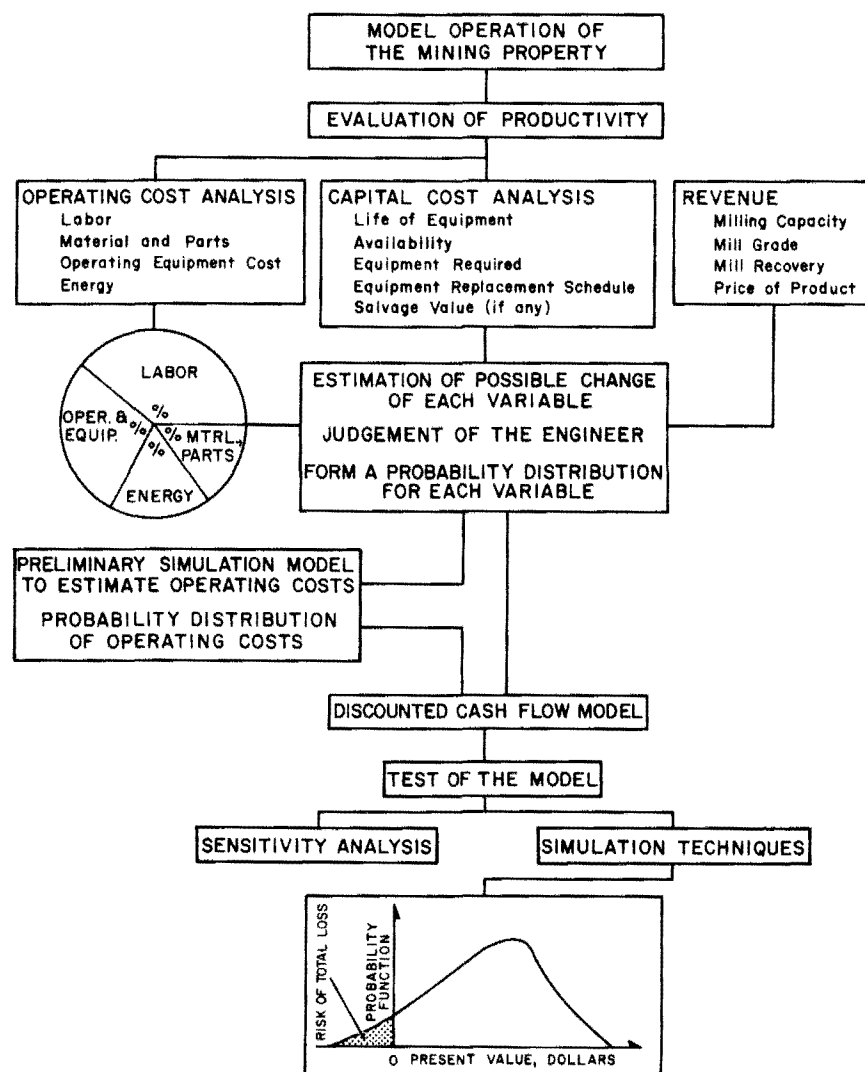 MODEL OPERATION OF
THE MINING PROPERTY
EVALUATION OF PRODUCTIVITY
OPERATING COST ANALYSIS
Labor
Material and Parts
Operating Equipment Cost
Energy
CAPITAL COST ANALYSIS
Life of Equipment
Availability
Equipment Required
Equipment Replacement Schedule
Salvage Value (if any)
REVENUE
Milling Capacity
Mill Grade
Mill Recovery
Price of Product
LABOR
%
OPER. &
EQUIP.
%
% MTRL.,
PARTS
%
ENERGY
ESTIMATION OF POSSIBLE CHANGE
OF EACH VARIABLE
JUDGEMENT OF THE ENGINEER
FORM A PROBABILITY DISTRIBUTION
FOR EACH VARIABLE
PRELIMINARY SIMULATION MODEL
TO ESTIMATE OPERATING COSTS
PROBABILITY DISTRIBUTION
OF OPERATING COSTS
DISCOUNTED CASH FLOW MODEL
TEST OF THE MODEL
SENSITIVITY ANALYSIS
SIMULATION TECHNIQUES
RISK OF TOTAL LOSS
PROBABILITY
FUNCTION
0 PRESENT VALUE, DOLLARS